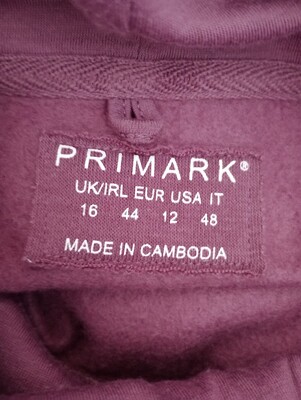 PRIMARK®
UK/IRL EUR USA IT
16 44 12 48
MADE IN CAMBODIA